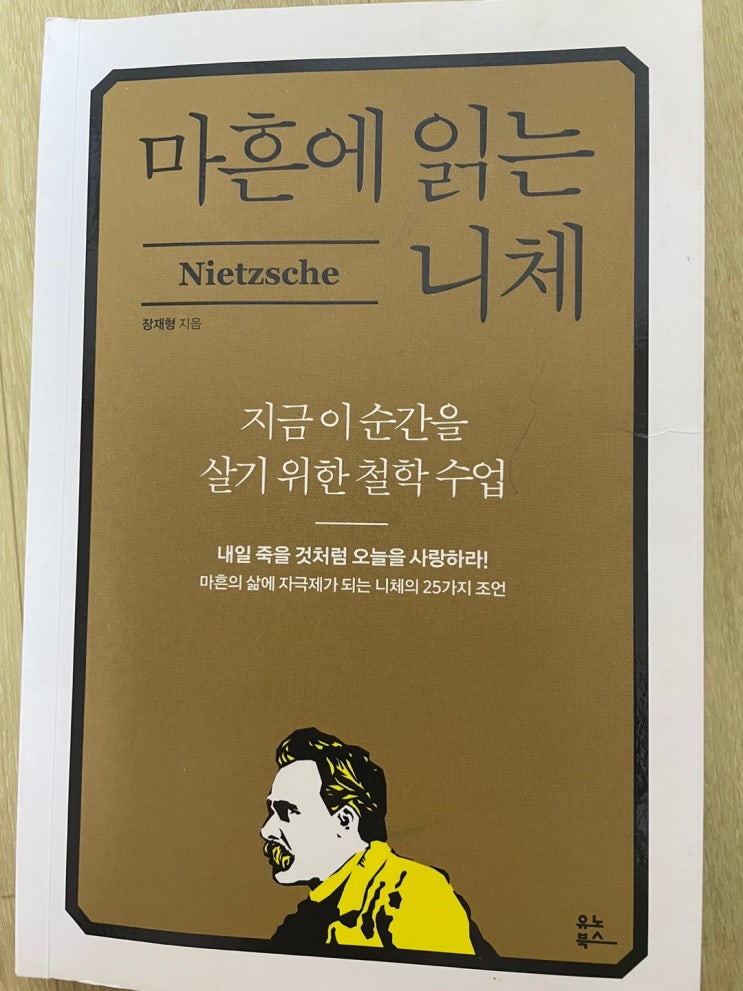 마흔에 읽는
니체
Nietzsche
장재형 지음
지금 이 순간을
살기 위한 철학 수업
내일 죽을 것처럼 오늘을 사랑하라!
마흔의 삶에 자극제가 되는 니체의 25가지 조언
유노
북스